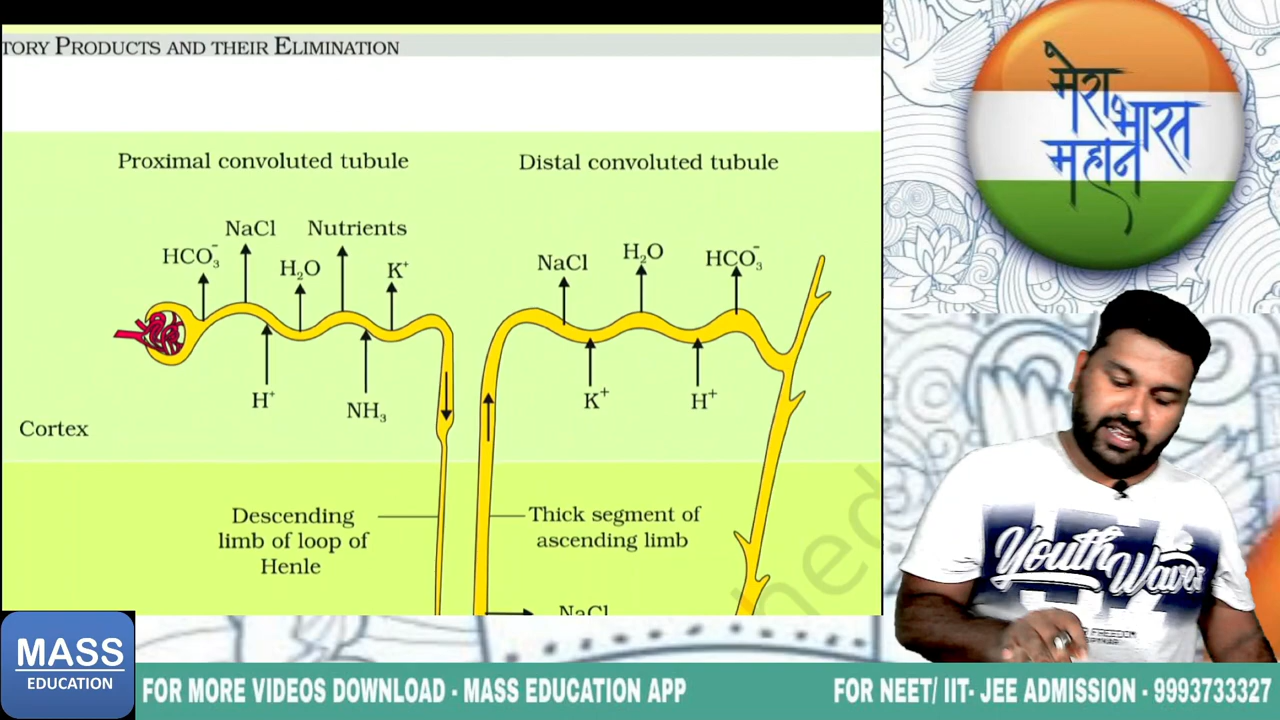 TORY PRODUCTS AND THEIR ELIMINATION
Proximal convoluted tubule
Distal convoluted tubule
HCO₃⁻
NaCl
H₂O
Nutrients
K⁺
NaCl
H₂O
HCO₃⁻
H⁺
NH₃
K⁺
H⁺
Cortex
Descending
limb of loop of
Henle
Thick segment of
ascending limb
NaCl
hed
मेरा
भारत
महान
Youth
Waves
MASS
EDUCATION
FOR MORE VIDEOS DOWNLOAD - MASS EDUCATION APP
FOR NEET/ IIT- JEE ADMISSION - 9993733327